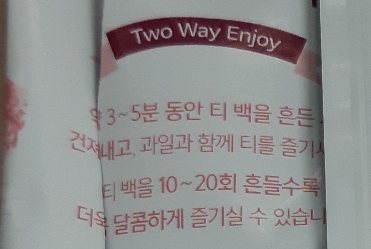 Two Way Enjoy
약 3~5분 동안 티 백을 흔든
건져내고, 과일과 함께 티를 즐기시
티 백을 10~20회 흔들수록
더욱 달콤하게 즐기실 수 있습니